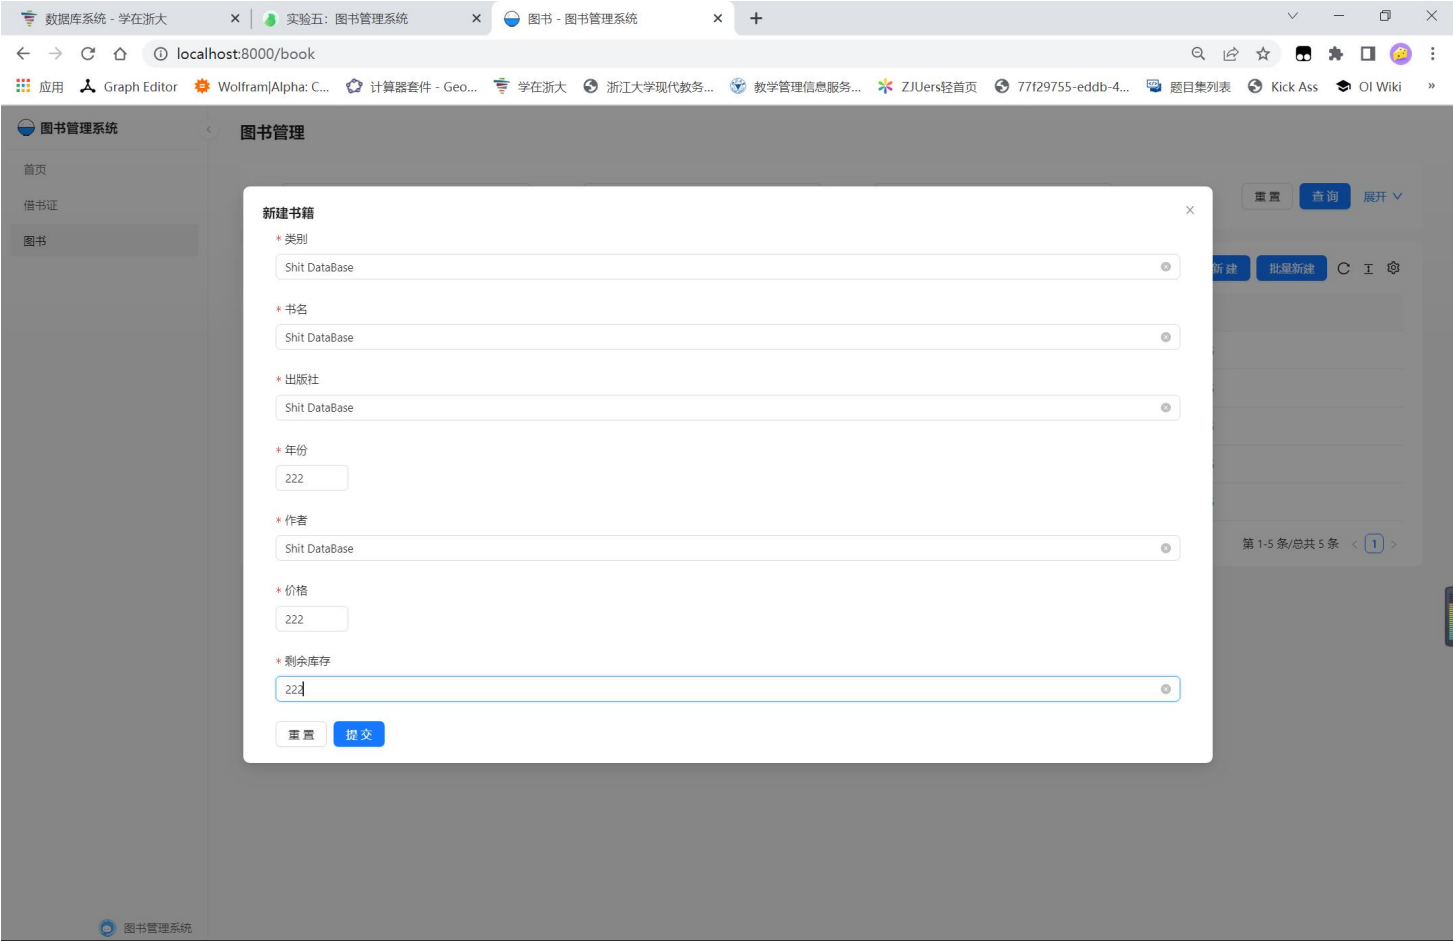 数据库系统 - 学在浙大
实验五：图书管理系统
图书 - 图书管理系统
localhost:8000/book
应用
Graph Editor
Wolfram|Alpha: C...
计算器套件 - Geo...
学在浙大
浙江大学现代教务...
教学管理信息服务...
ZJUers轻首页
77f29755-eddb-4...
题目集列表
Kick Ass
OI Wiki
»
图书管理系统
图书管理
首页
借书证
图书
重置
查询
展开
新建
批量新建
新建书籍
* 类别
Shit DataBase
* 书名
Shit DataBase
* 出版社
Shit DataBase
* 年份
222
* 作者
Shit DataBase
* 价格
222
* 剩余库存
222
重置
提交
第 1-5 条/总共 5 条
1
图书管理系统